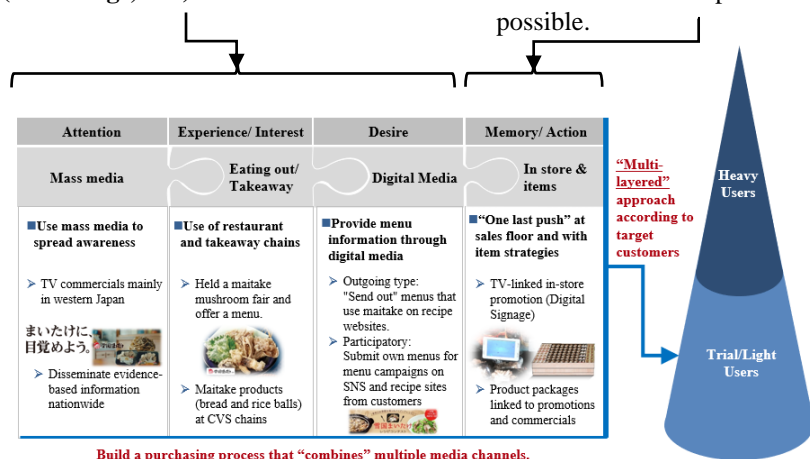 possible.
Attention
Experience/ Interest
Desire
Memory/ Action
Mass media
Eating out/
Takeaway
Digital Media
In store &
items
■Use mass media to
spread awareness
➢ TV commercials mainly
in western Japan
まいたけに、
目覚めよう。
➢ Disseminate evidence-
based information
nationwide
■Use of restaurant
and takeaway chains
➢ Held a maitake
mushroom fair and
offer a menu.
➢ Maitake products
(bread and rice balls)
at CVS chains
■Provide menu
information through
digital media
➢ Outgoing type:
"Send out" menus that
use maitake on recipe
websites.
➢ Participatory:
Submit own menus for
menu campaigns on
SNS and recipe sites
from customers
■“One last push” at
sales floor and with
item strategies
➢ TV-linked in-store
promotion (Digital
Signage)
➢ Product packages
linked to promotions
and commercials
“Multi-
layered”
approach
according to
target
customers
Heavy
Users
Trial/Light
Users
Build a purchasing process that “combines” multiple media channels.